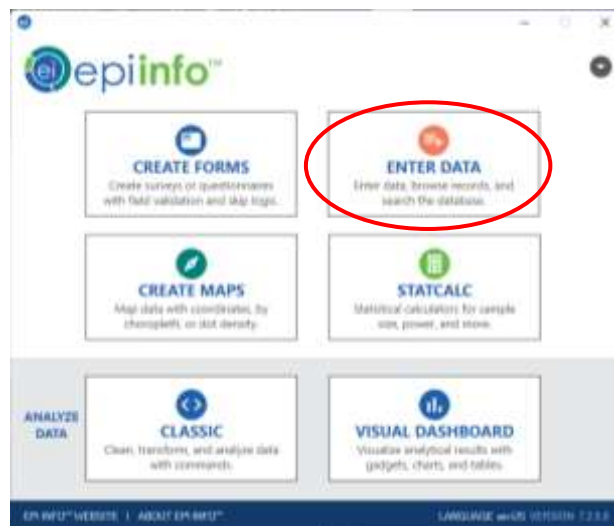 epiinfo™
CREATE FORMS
Create surveys or questionnaires
with field validation and skip logic.
ENTER DATA
Enter data, browse records, and
search the database.
CREATE MAPS
Map data with coordinates, by
choropleth, or dot density.
STATCALC
Statistical calculators for sample
size, power, and more.
ANALYZE
DATA
CLASSIC
Clean, transform, and analyze data
with commands.
VISUAL DASHBOARD
Visualize analytical results with
gadgets, charts, and tables.
EPI INFO™ WEBSITE | ABOUT EPI INFO™
LANGUAGE en-US VERSION